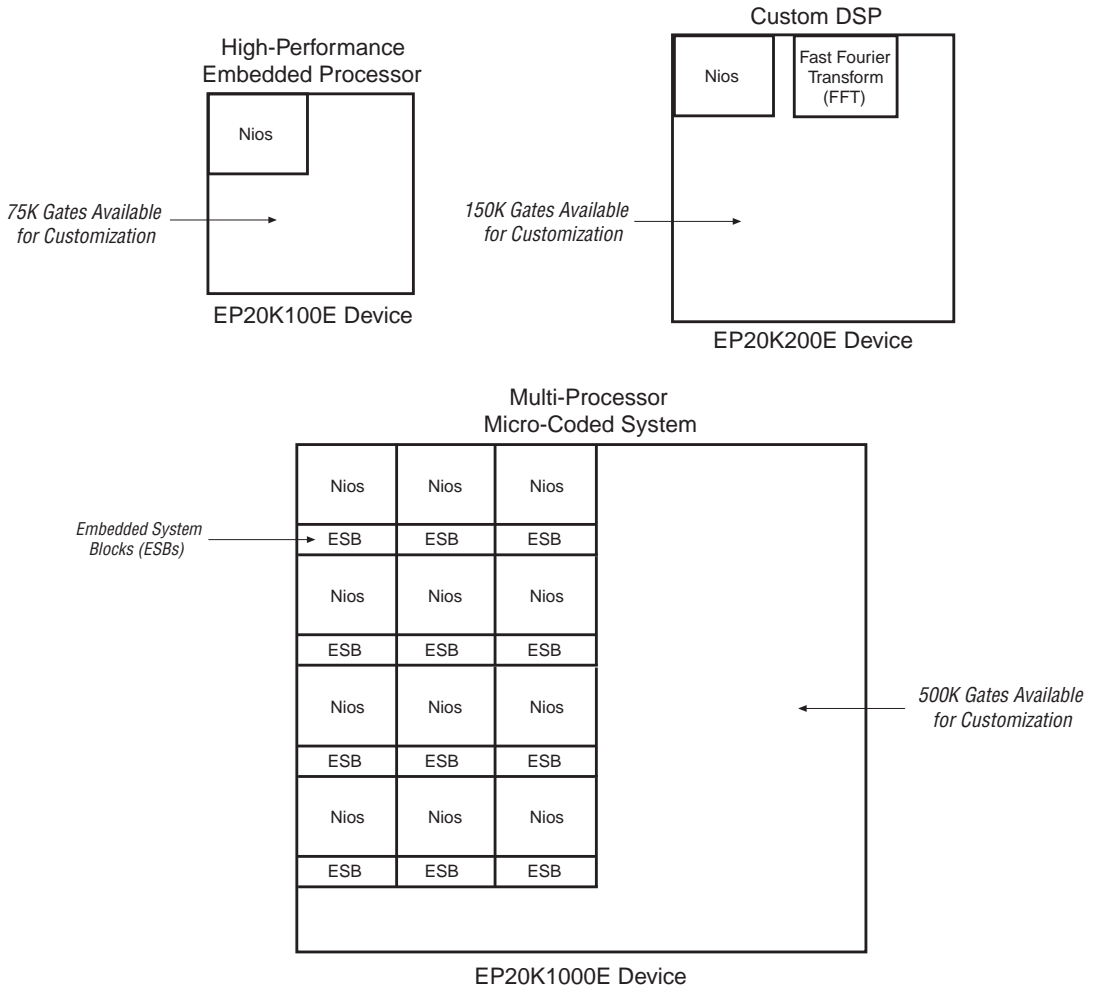 High-Performance
Embedded Processor
Nios
75K Gates Available
for Customization
EP20K100E Device
Custom DSP
Nios
Fast Fourier
Transform
(FFT)
150K Gates Available
for Customization
EP20K200E Device
Multi-Processor
Micro-Coded System
Nios Nios Nios
Embedded System
Blocks (ESBs)
ESB ESB ESB
Nios Nios Nios
ESB ESB ESB
Nios Nios Nios
500K Gates Available
for Customization
ESB ESB ESB
Nios Nios Nios
ESB ESB ESB
EP20K1000E Device